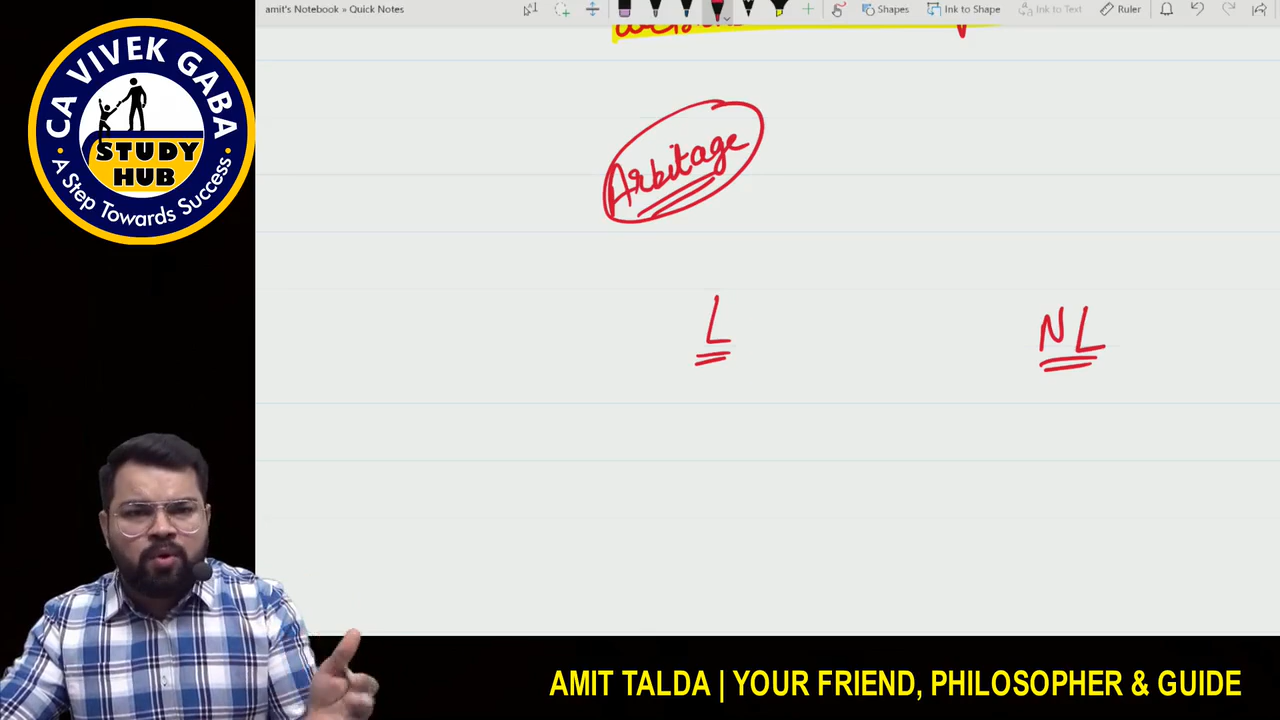 amit's Notebook » Quick Notes
Shapes
Ink to Shape
Ink to Text
Ruler
CA VIVEK GABA
STUDY
HUB
A Step Towards Success
Arbitage
L
NL
AMIT TALDA | YOUR FRIEND, PHILOSOPHER & GUIDE